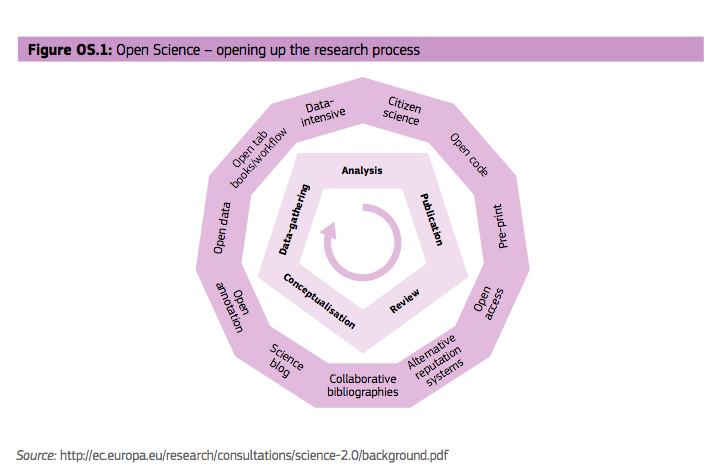 Figure OS.1: Open Science – opening up the research process
Data-
intensive
Citizen
science
Open code
Pre-print
Open
access
Alternative
reputation
systems
Collaborative
bibliographies
Science
blog
Open
annotation
Open data
Open tab
books/workflow
Analysis
Publication
Review
Conceptualisation
Data-gathering
Source: http://ec.europa.eu/research/consultations/science-2.0/background.pdf